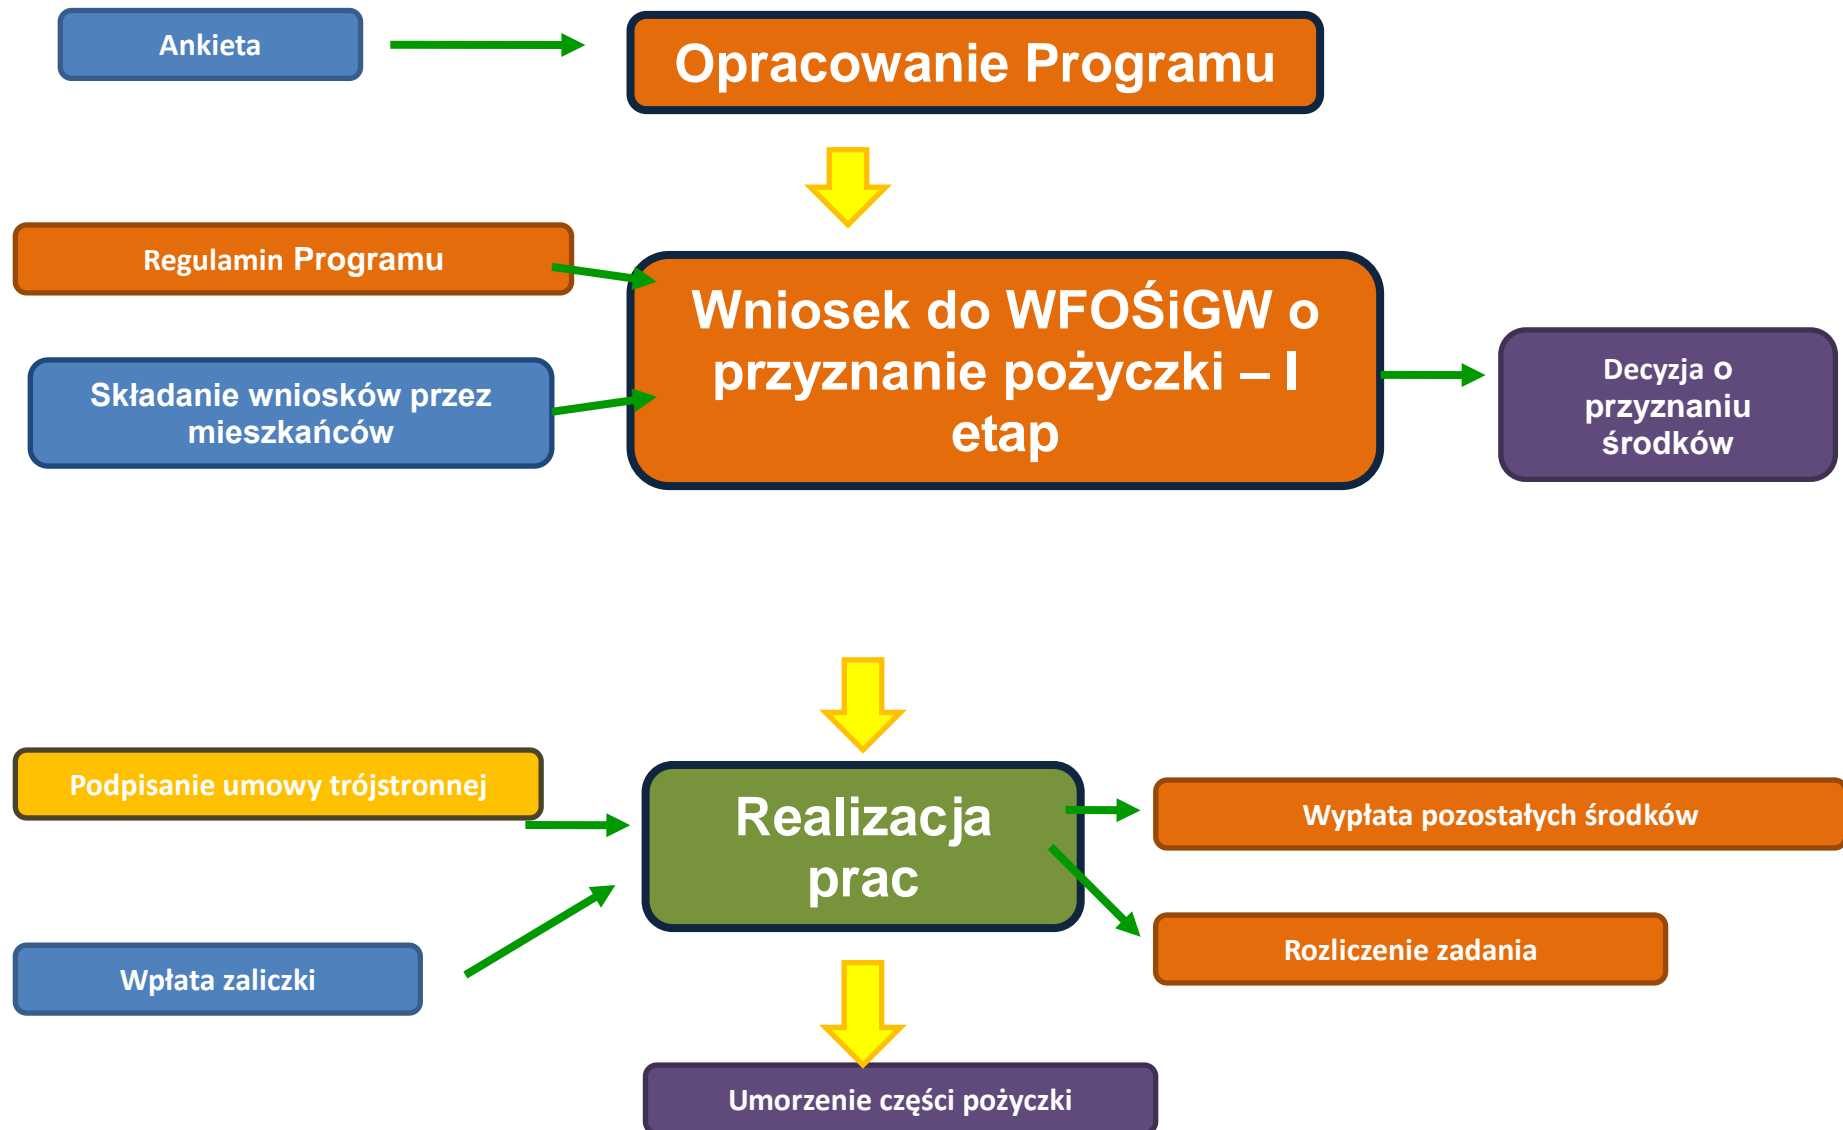 Ankieta
Opracowanie Programu
Regulamin Programu
Wniosek do WFOŚiGW o
przyznanie pożyczki – I
etap
Składanie wniosków przez
mieszkańców
Decyzja o
przyznaniu
środków
Podpisanie umowy trójstronnej
Realizacja
prac
Wypłata pozostałych środków
Wpłata zaliczki
Rozliczenie zadania
Umorzenie części pożyczki